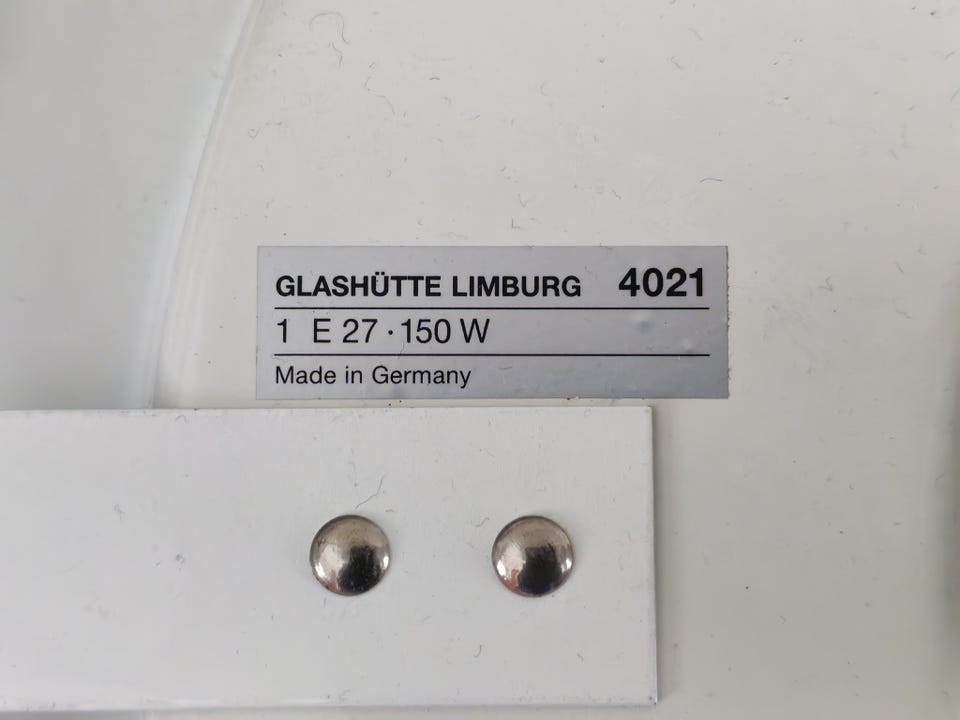 GLASHÜTTE LIMBURG 4021
1 E 27 · 150 W
Made in Germany